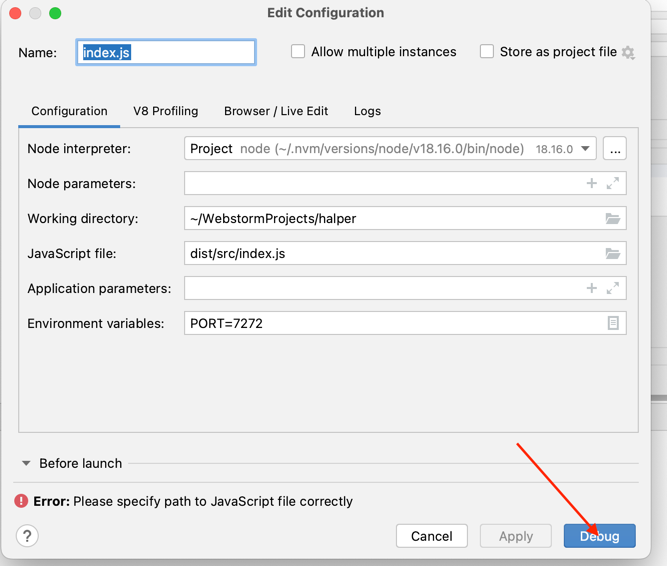 Edit Configuration
Name: index.js Allow multiple instances Store as project file
Configuration V8 Profiling Browser / Live Edit Logs
Node interpreter: Project node (~/.nvm/versions/node/v18.16.0/bin/node) 18.16.0 ...
Node parameters:
Working directory: ~/WebstormProjects/halper
JavaScript file: dist/src/index.js
Application parameters:
Environment variables: PORT=7272
Before launch
Error: Please specify path to JavaScript file correctly
? Cancel Apply Debug